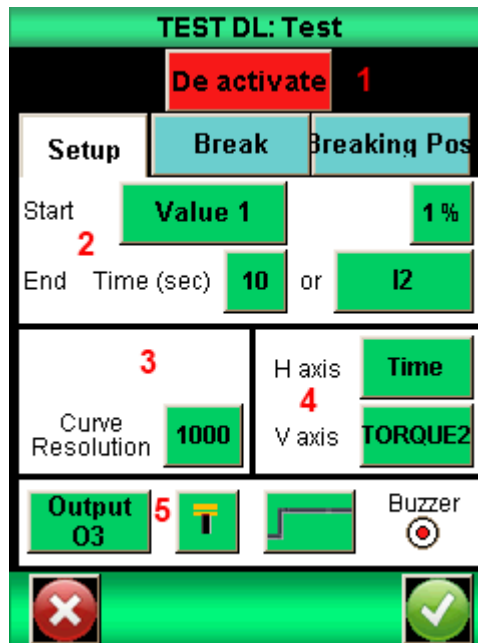 TEST DL: Test
De activate 1
Setup Break Breaking Pos
Start Value 1 1 %
2
End Time (sec) 10 or I2
3
H axis Time
4
Curve Resolution 1000
V axis TORQUE2
Output O3 5 Buzzer